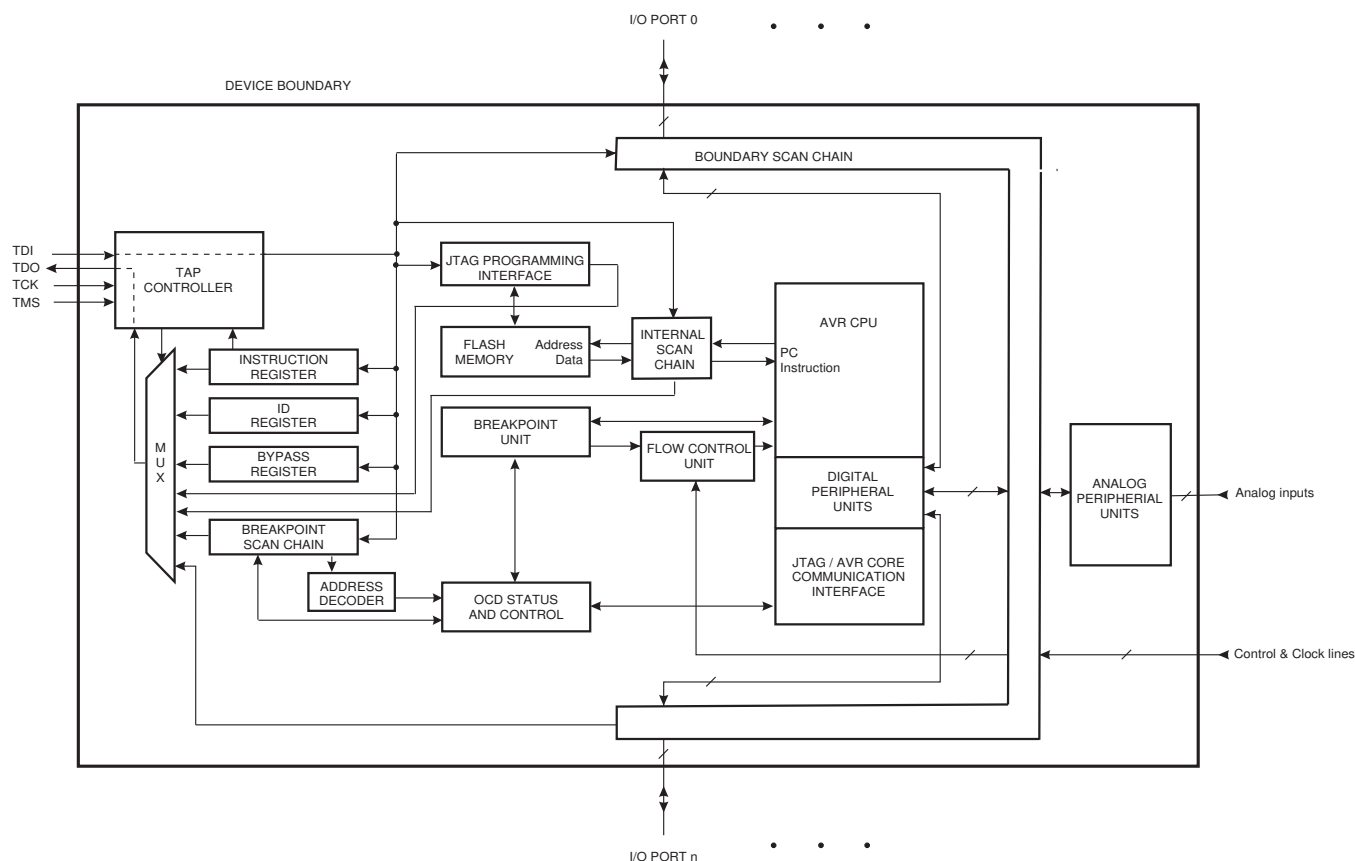 I/O PORT 0
DEVICE BOUNDARY
BOUNDARY SCAN CHAIN
TDI
TDO
TCK
TMS
TAP
CONTROLLER
JTAG PROGRAMMING
INTERFACE
FLASH
MEMORY
Address
Data
INTERNAL
SCAN
CHAIN
AVR CPU
PC
Instruction
INSTRUCTION
REGISTER
ID
REGISTER
BYPASS
REGISTER
M
U
X
BREAKPOINT
UNIT
FLOW CONTROL
UNIT
DIGITAL
PERIPHERAL
UNITS
ANALOG
PERIPHERIAL
UNITS
Analog inputs
BREAKPOINT
SCAN CHAIN
ADDRESS
DECODER
OCD STATUS
AND CONTROL
JTAG / AVR CORE
COMMUNICATION
INTERFACE
Control & Clock lines
I/O PORT n